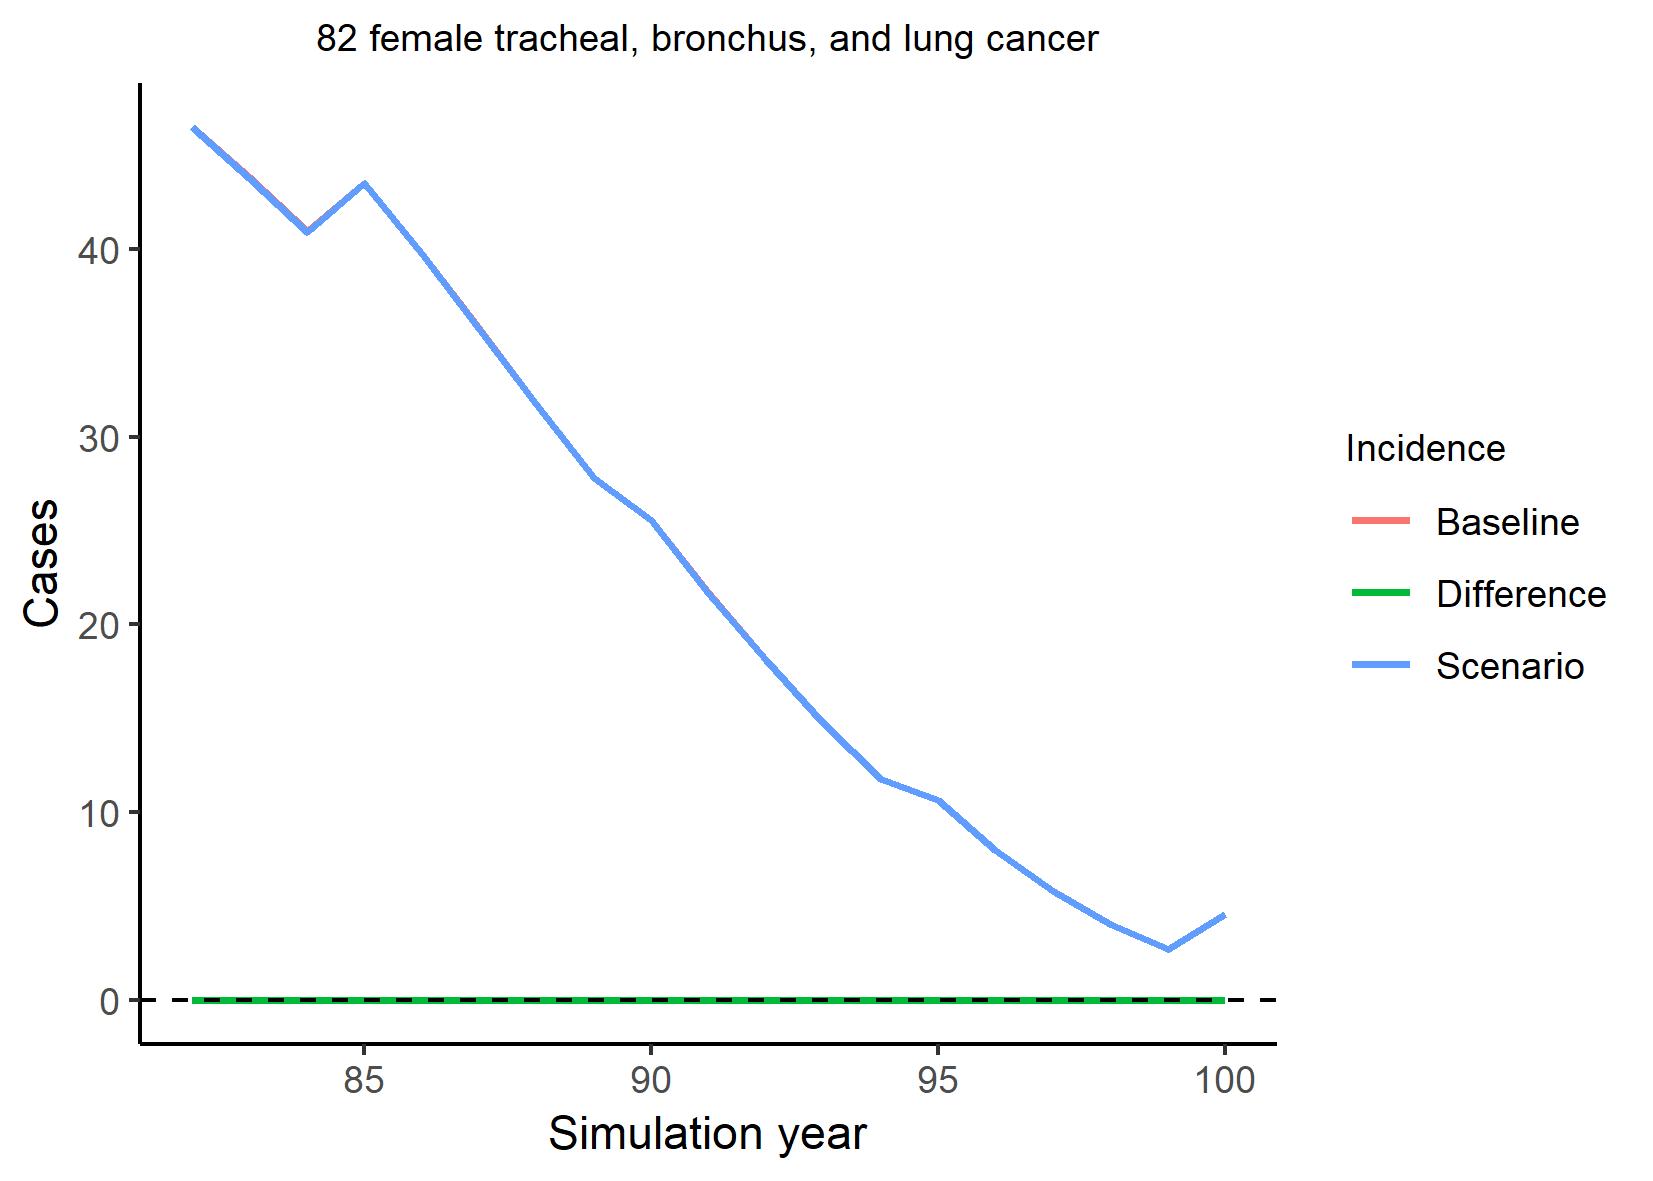 82 female tracheal, bronchus, and lung cancer
Cases
40
30
20
10
0
85 90 95 100
Simulation year
Incidence
Baseline
Difference
Scenario